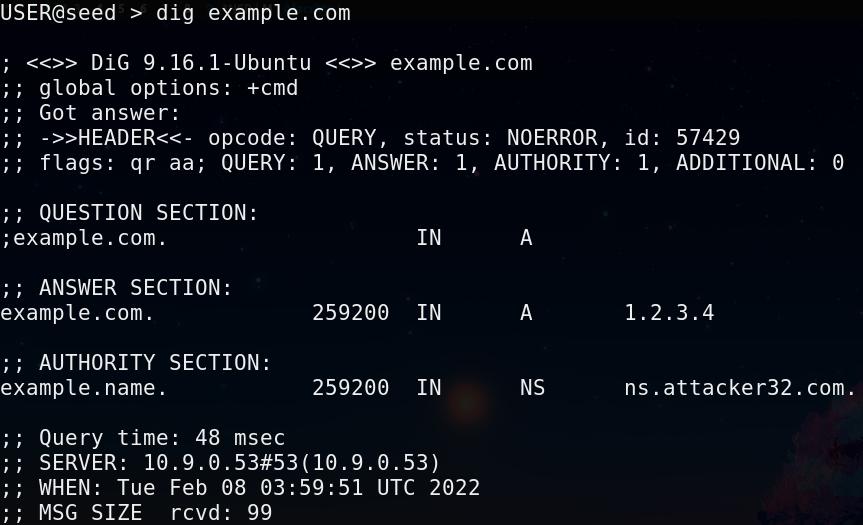 USER@seed > dig example.com
; <<>> DiG 9.16.1-Ubuntu <<>> example.com
;; global options: +cmd
;; Got answer:
;; ->>HEADER<<- opcode: QUERY, status: NOERROR, id: 57429
;; flags: qr aa; QUERY: 1, ANSWER: 1, AUTHORITY: 1, ADDITIONAL: 0
;; QUESTION SECTION:
;example.com. IN A
;; ANSWER SECTION:
example.com. 259200 IN A 1.2.3.4
;; AUTHORITY SECTION:
example.name. 259200 IN NS ns.attacker32.com.
;; Query time: 48 msec
;; SERVER: 10.9.0.53#53(10.9.0.53)
;; WHEN: Tue Feb 08 03:59:51 UTC 2022
;; MSG SIZE rcvd: 99